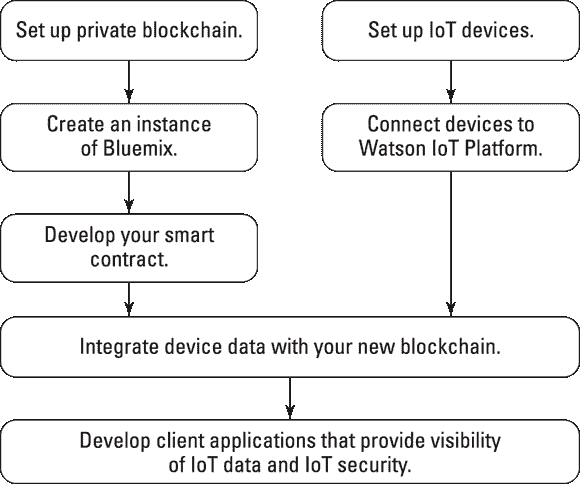 Set up private blockchain.
Set up IoT devices.
Create an instance
of Bluemix.
Connect devices to
Watson IoT Platform.
Develop your smart
contract.
Integrate device data with your new blockchain.
Develop client applications that provide visibility
of IoT data and IoT security.